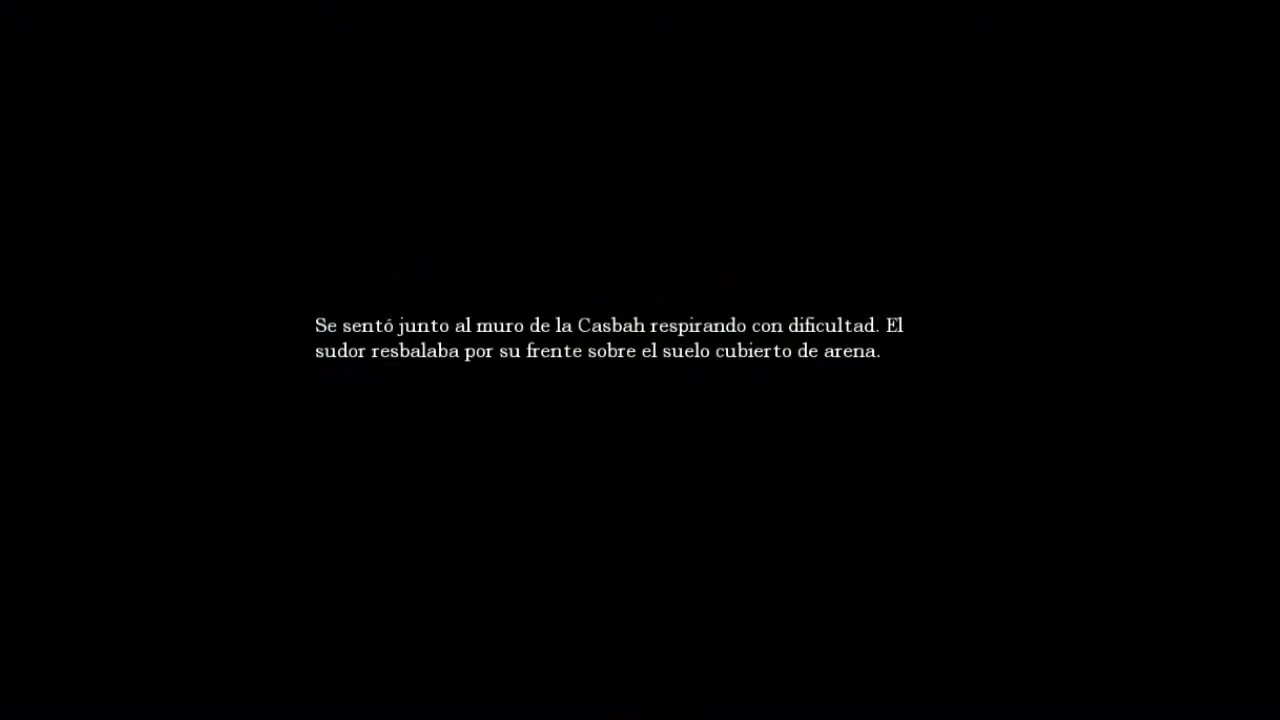 Se sentó junto al muro de la Casbah respirando con dificultad. El
sudor resbalaba por su frente sobre el suelo cubierto de arena.